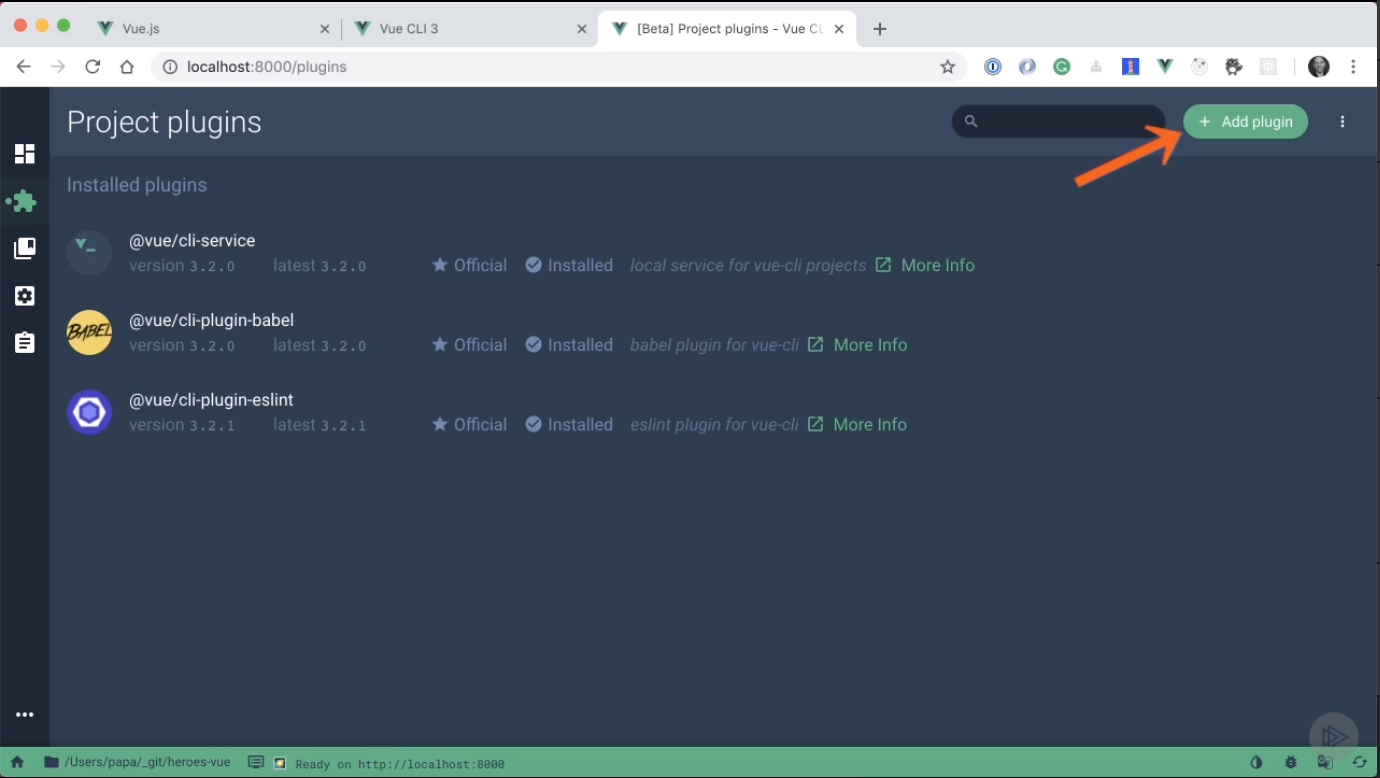 Vue.js
Vue CLI 3
[Beta] Project plugins - Vue CL
localhost:8000/plugins
Project plugins
+ Add plugin
Installed plugins
@vue/cli-service
version 3.2.0 latest 3.2.0 Official Installed local service for vue-cli projects More Info
BABEL
@vue/cli-plugin-babel
version 3.2.0 latest 3.2.0 Official Installed babel plugin for vue-cli More Info
@vue/cli-plugin-eslint
version 3.2.1 latest 3.2.1 Official Installed eslint plugin for vue-cli More Info
/Users/papa/_git/heroes-vue Ready on http://localhost:8000